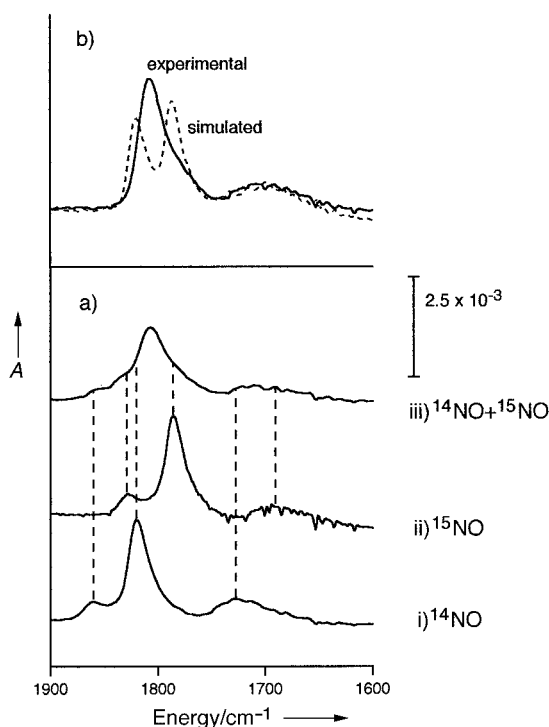 b)
experimental
simulated
a)
2.5 x 10⁻³
A
iii) ¹⁴NO+¹⁵NO
ii) ¹⁵NO
i) ¹⁴NO
1900 1800 1700 1600
Energy/cm⁻¹